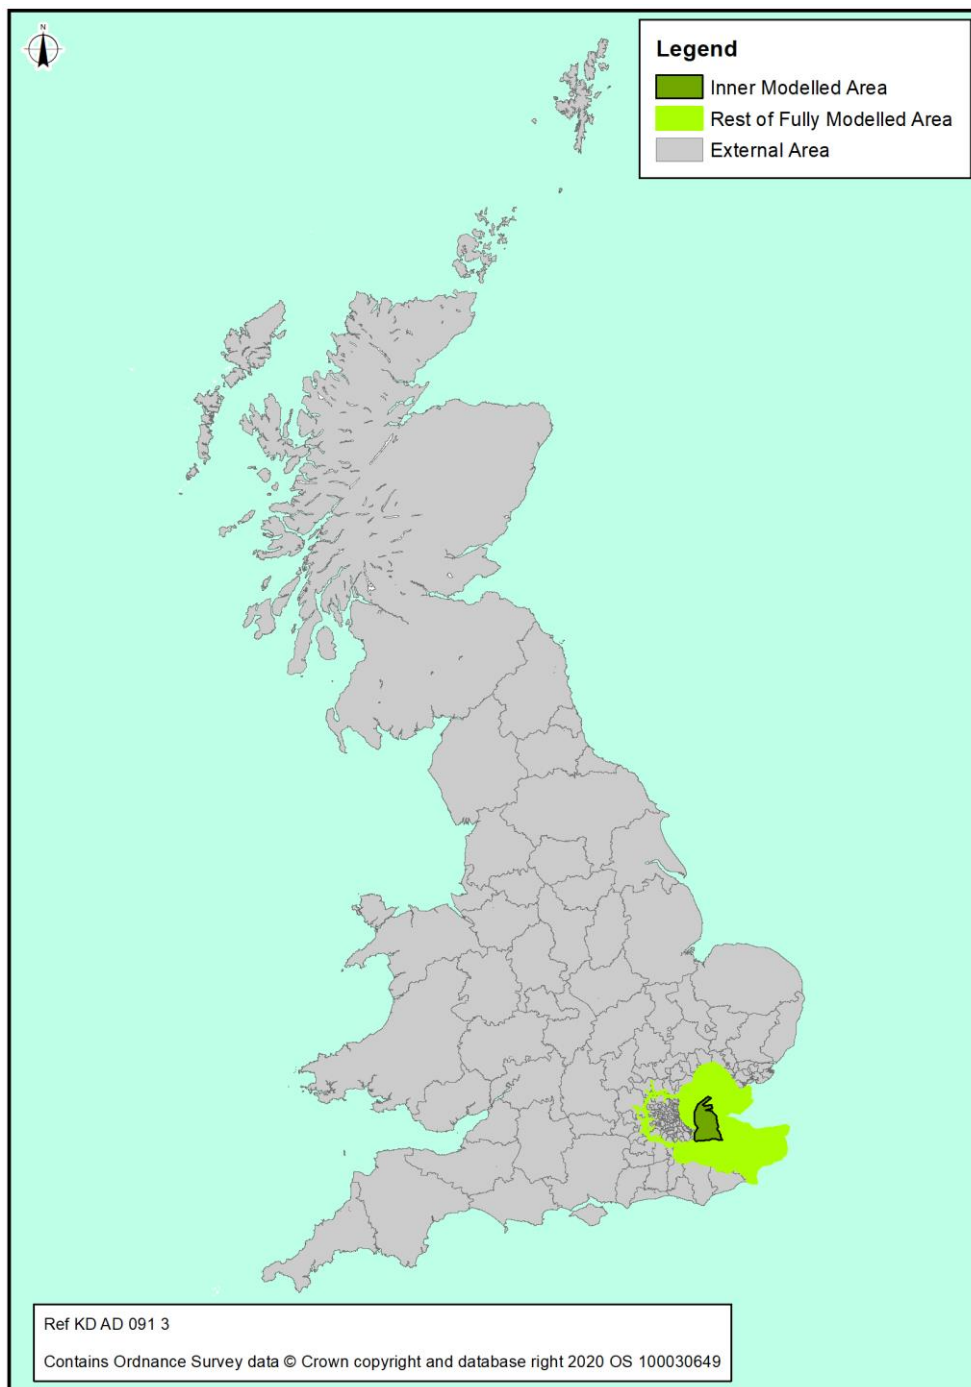 N
Legend
Inner Modelled Area
Rest of Fully Modelled Area
External Area
Ref KD AD 091 3
Contains Ordnance Survey data © Crown copyright and database right 2020 OS 100030649